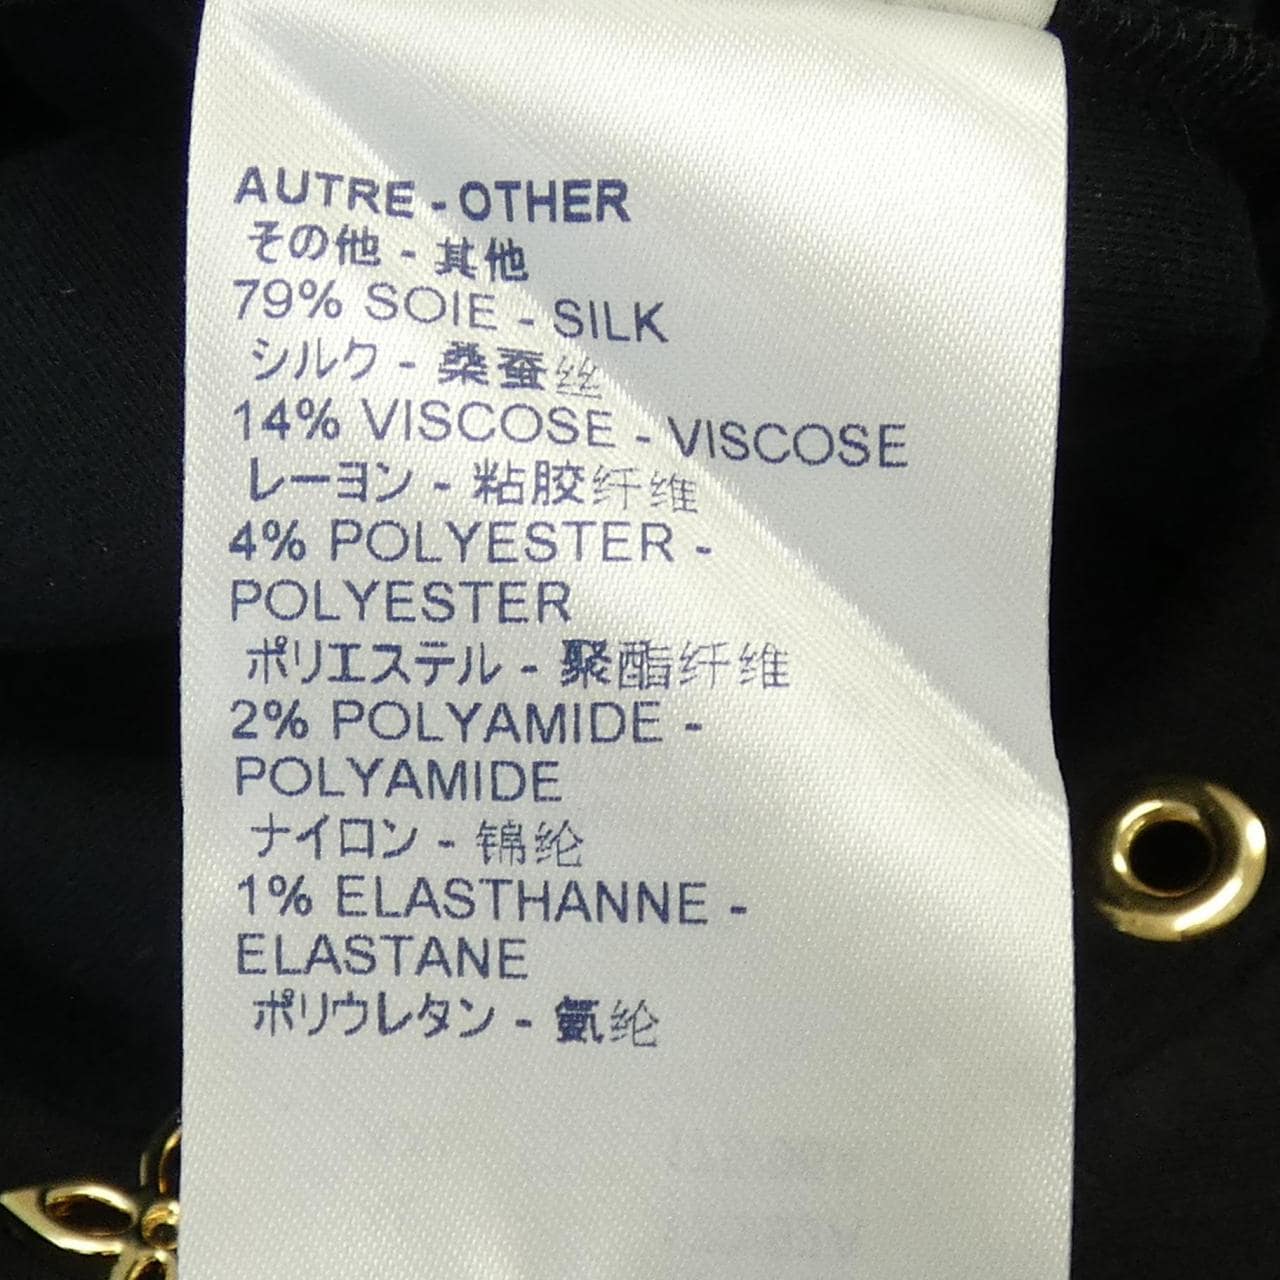 AUTRE - OTHER
その他 - 其他
79% SOIE - SILK
シルク - 桑蚕丝
14% VISCOSE - VISCOSE
レーヨン - 粘胶纤维
4% POLYESTER -
POLYESTER
ポリエステル - 聚酯纤维
2% POLYAMIDE -
POLYAMIDE
ナイロン - 锦纶
1% ELASTHANNE -
ELASTANE
ポリウレタン - 氨纶